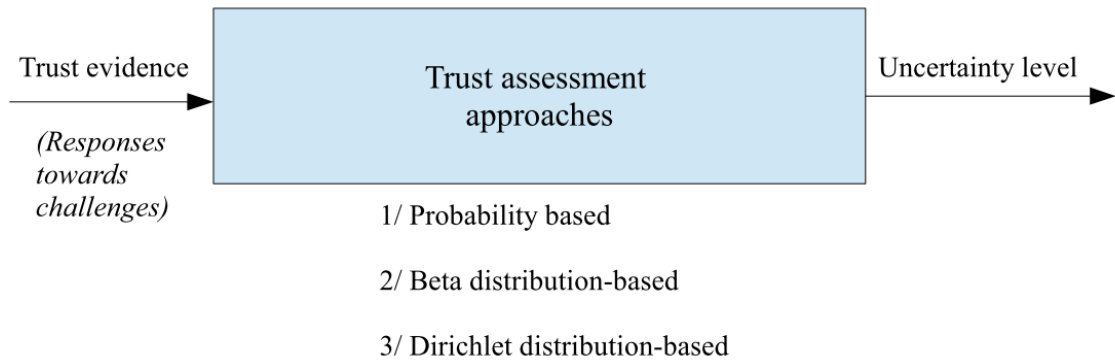 Trust evidence
(Responses
towards
challenges)
Trust assessment
approaches
Uncertainty level
1/ Probability based
2/ Beta distribution-based
3/ Dirichlet distribution-based